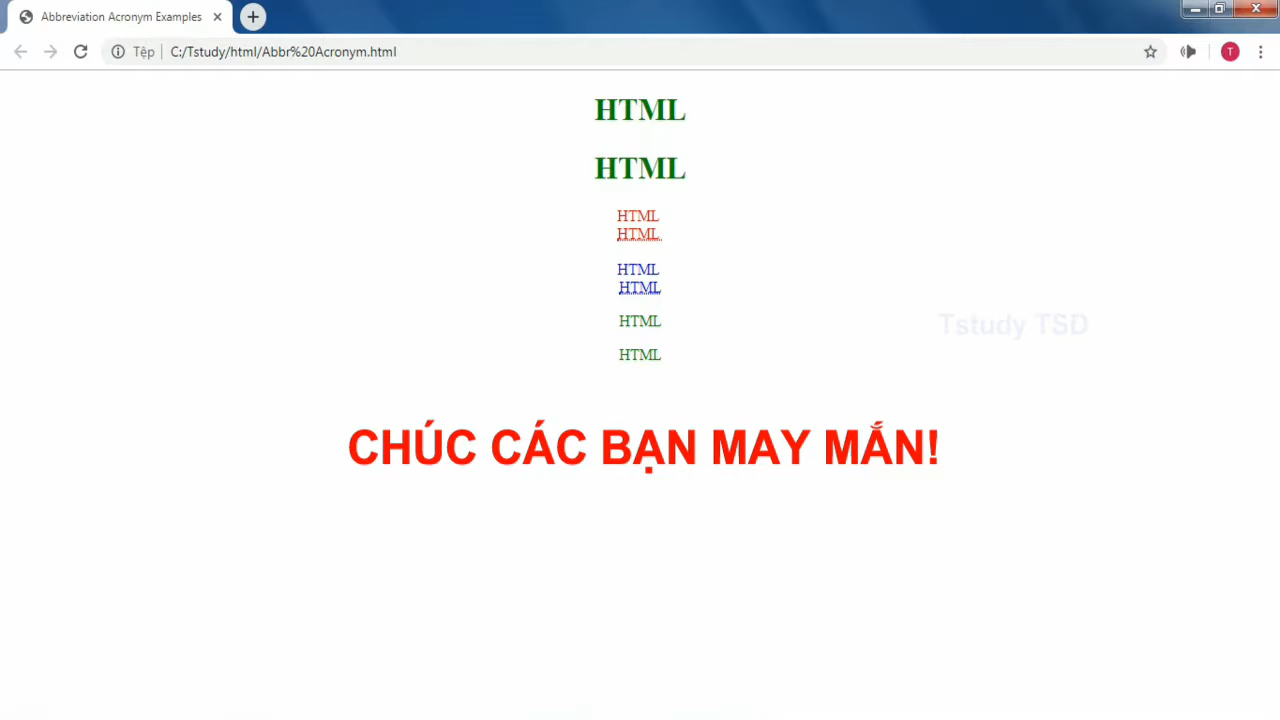 Abbreviation Acronym Examples
Tệp C:/Tstudy/html/Abbr%20Acronym.html
T
HTML
HTML
HTML
HTML
HTML
HTML
HTML
Tstudy TSD
HTML
CHÚC CÁC BẠN MAY MẮN!